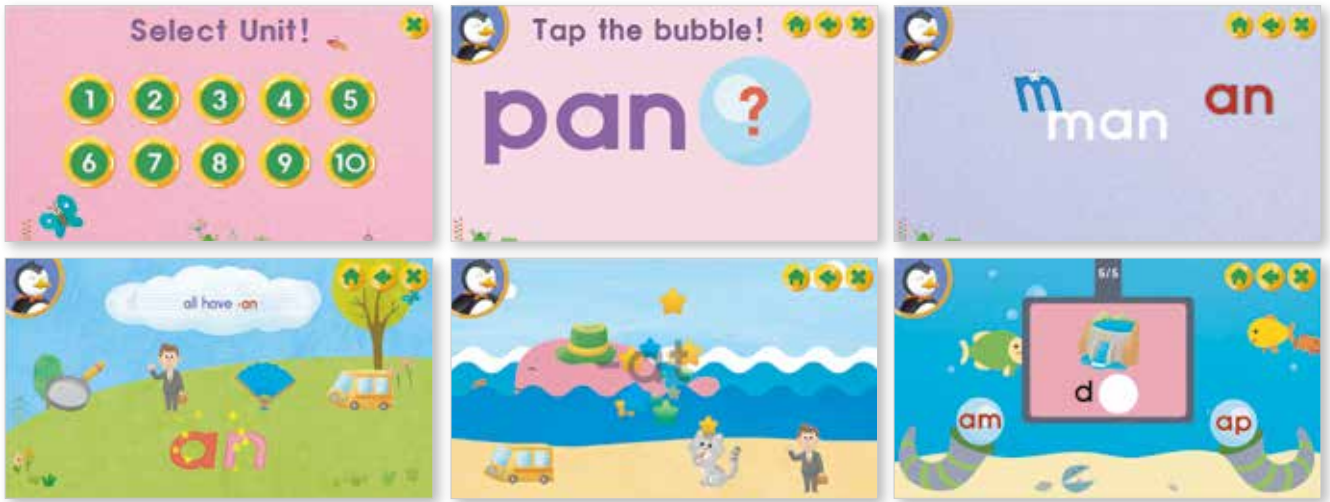 Select Unit!
1 2 3 4 5
6 7 8 9 10
Tap the bubble!
pan ?
m an
man
all have -an
an
-at
5/5
d
am ap